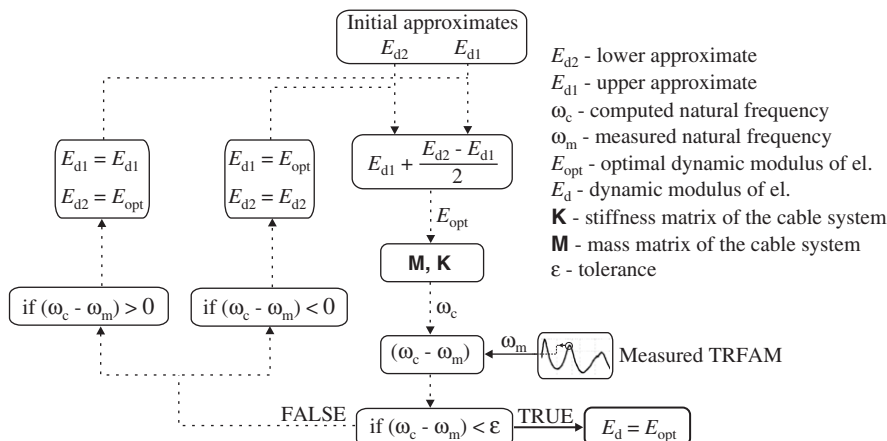 Initial approximates
E_d2 E_d1
E_d2 - lower approximate
E_d1 - upper approximate
ω_c - computed natural frequency
ω_m - measured natural frequency
E_opt - optimal dynamic modulus of el.
E_d - dynamic modulus of el.
K - stiffness matrix of the cable system
M - mass matrix of the cable system
ε - tolerance
E_d1 = E_d1
E_d2 = E_opt
E_d1 = E_opt
E_d2 = E_d2
E_d1 + (E_d2 - E_d1)/2
E_opt
M, K
if (ω_c - ω_m) > 0
if (ω_c - ω_m) < 0
ω_c
(ω_c - ω_m)
ω_m
Measured TRFAM
FALSE
if (ω_c - ω_m) < ε
TRUE
E_d = E_opt